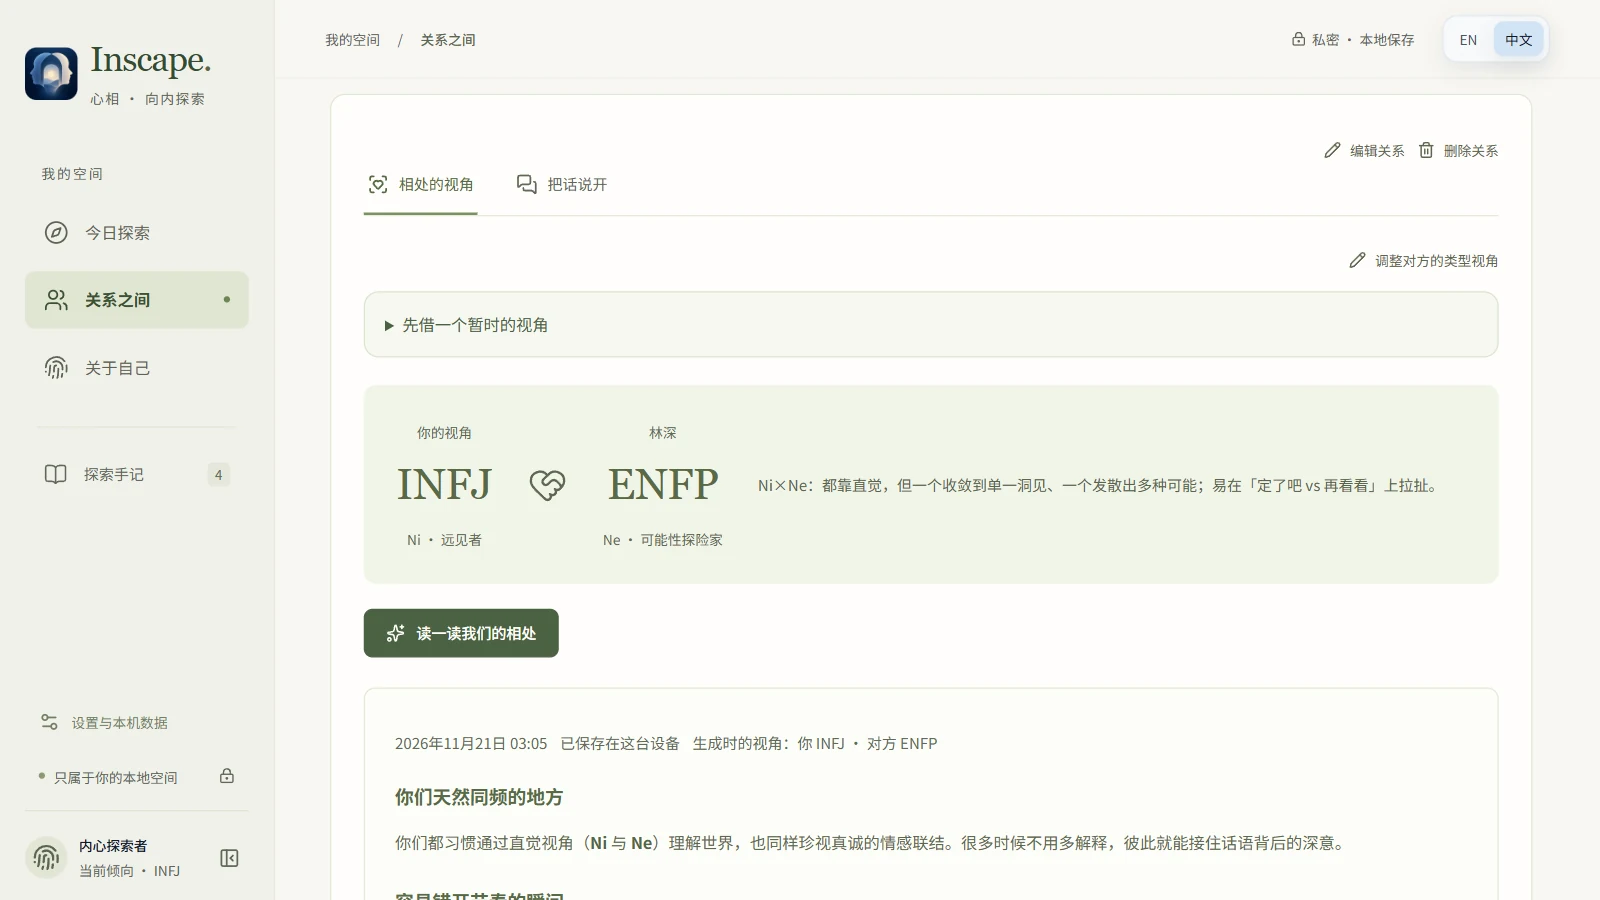 Inscape.
心相 · 向内探索
我的空间
今日探索
关系之间
关于自己
探索手记 4
设置与本机数据
只属于你的本地空间
内心探索者
当前倾向 · INFJ
我的空间 / 关系之间
私密 · 本地保存
EN 中文
编辑关系 删除关系
相处的视角 把话说开
调整对方的类型视角
▶ 先借一个暂时的视角
你的视角
INFJ
Ni · 远见者
林深
ENFP
Ne · 可能性探险家
Ni×Ne：都靠直觉，但一个收敛到单一洞见、一个发散出多种可能；易在「定了吧 vs 再看看」上拉扯。
读一读我们的相处
2026年11月21日 03:05 已保存在这台设备 生成时的视角：你 INFJ · 对方 ENFP
你们天然同频的地方
你们都习惯通过直觉视角（Ni 与 Ne）理解世界，也同样珍视真诚的情感联结。很多时候不用多解释，彼此就能接住话语背后的深意。